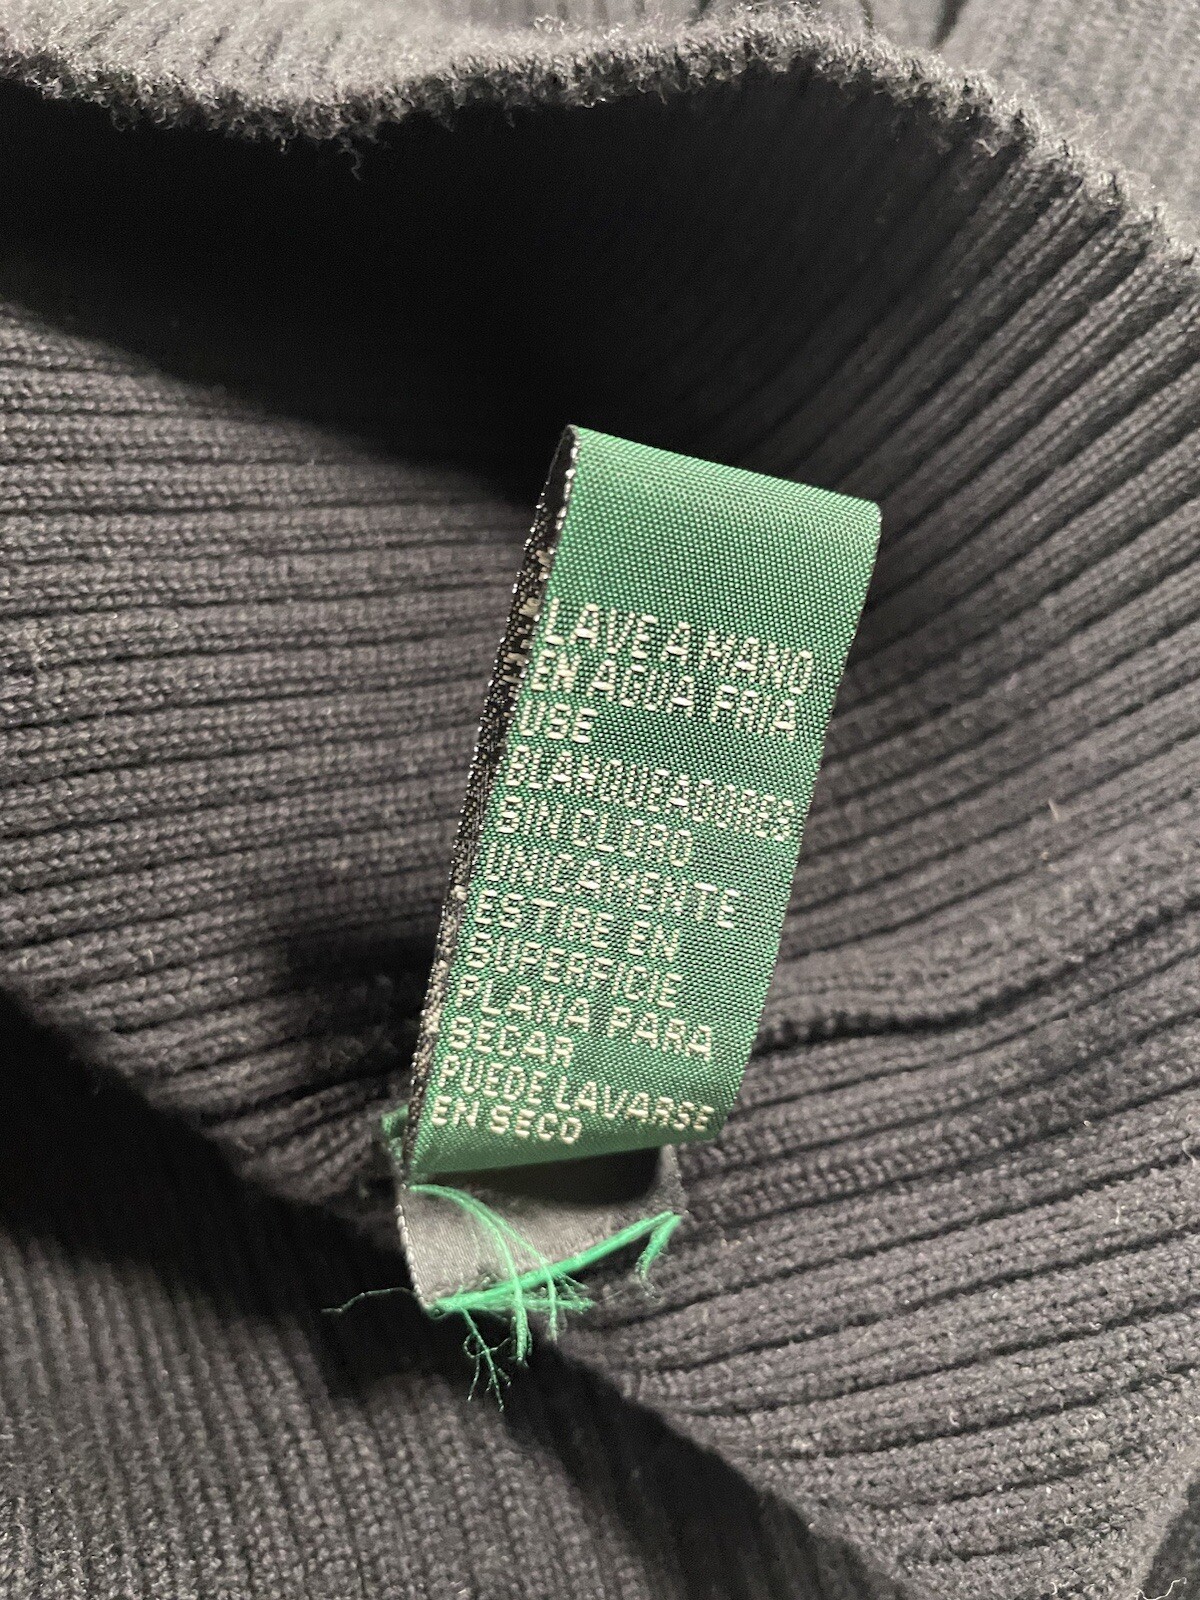 LAVE A MANO
EN AGUA FRIA
USE
BLANQUEADORES
SIN CLORO
UNICAMENTE
ESTIRE EN
SUPERFICIE
PLANA PARA
SECAR
PUEDE LAVARSE
EN SECO